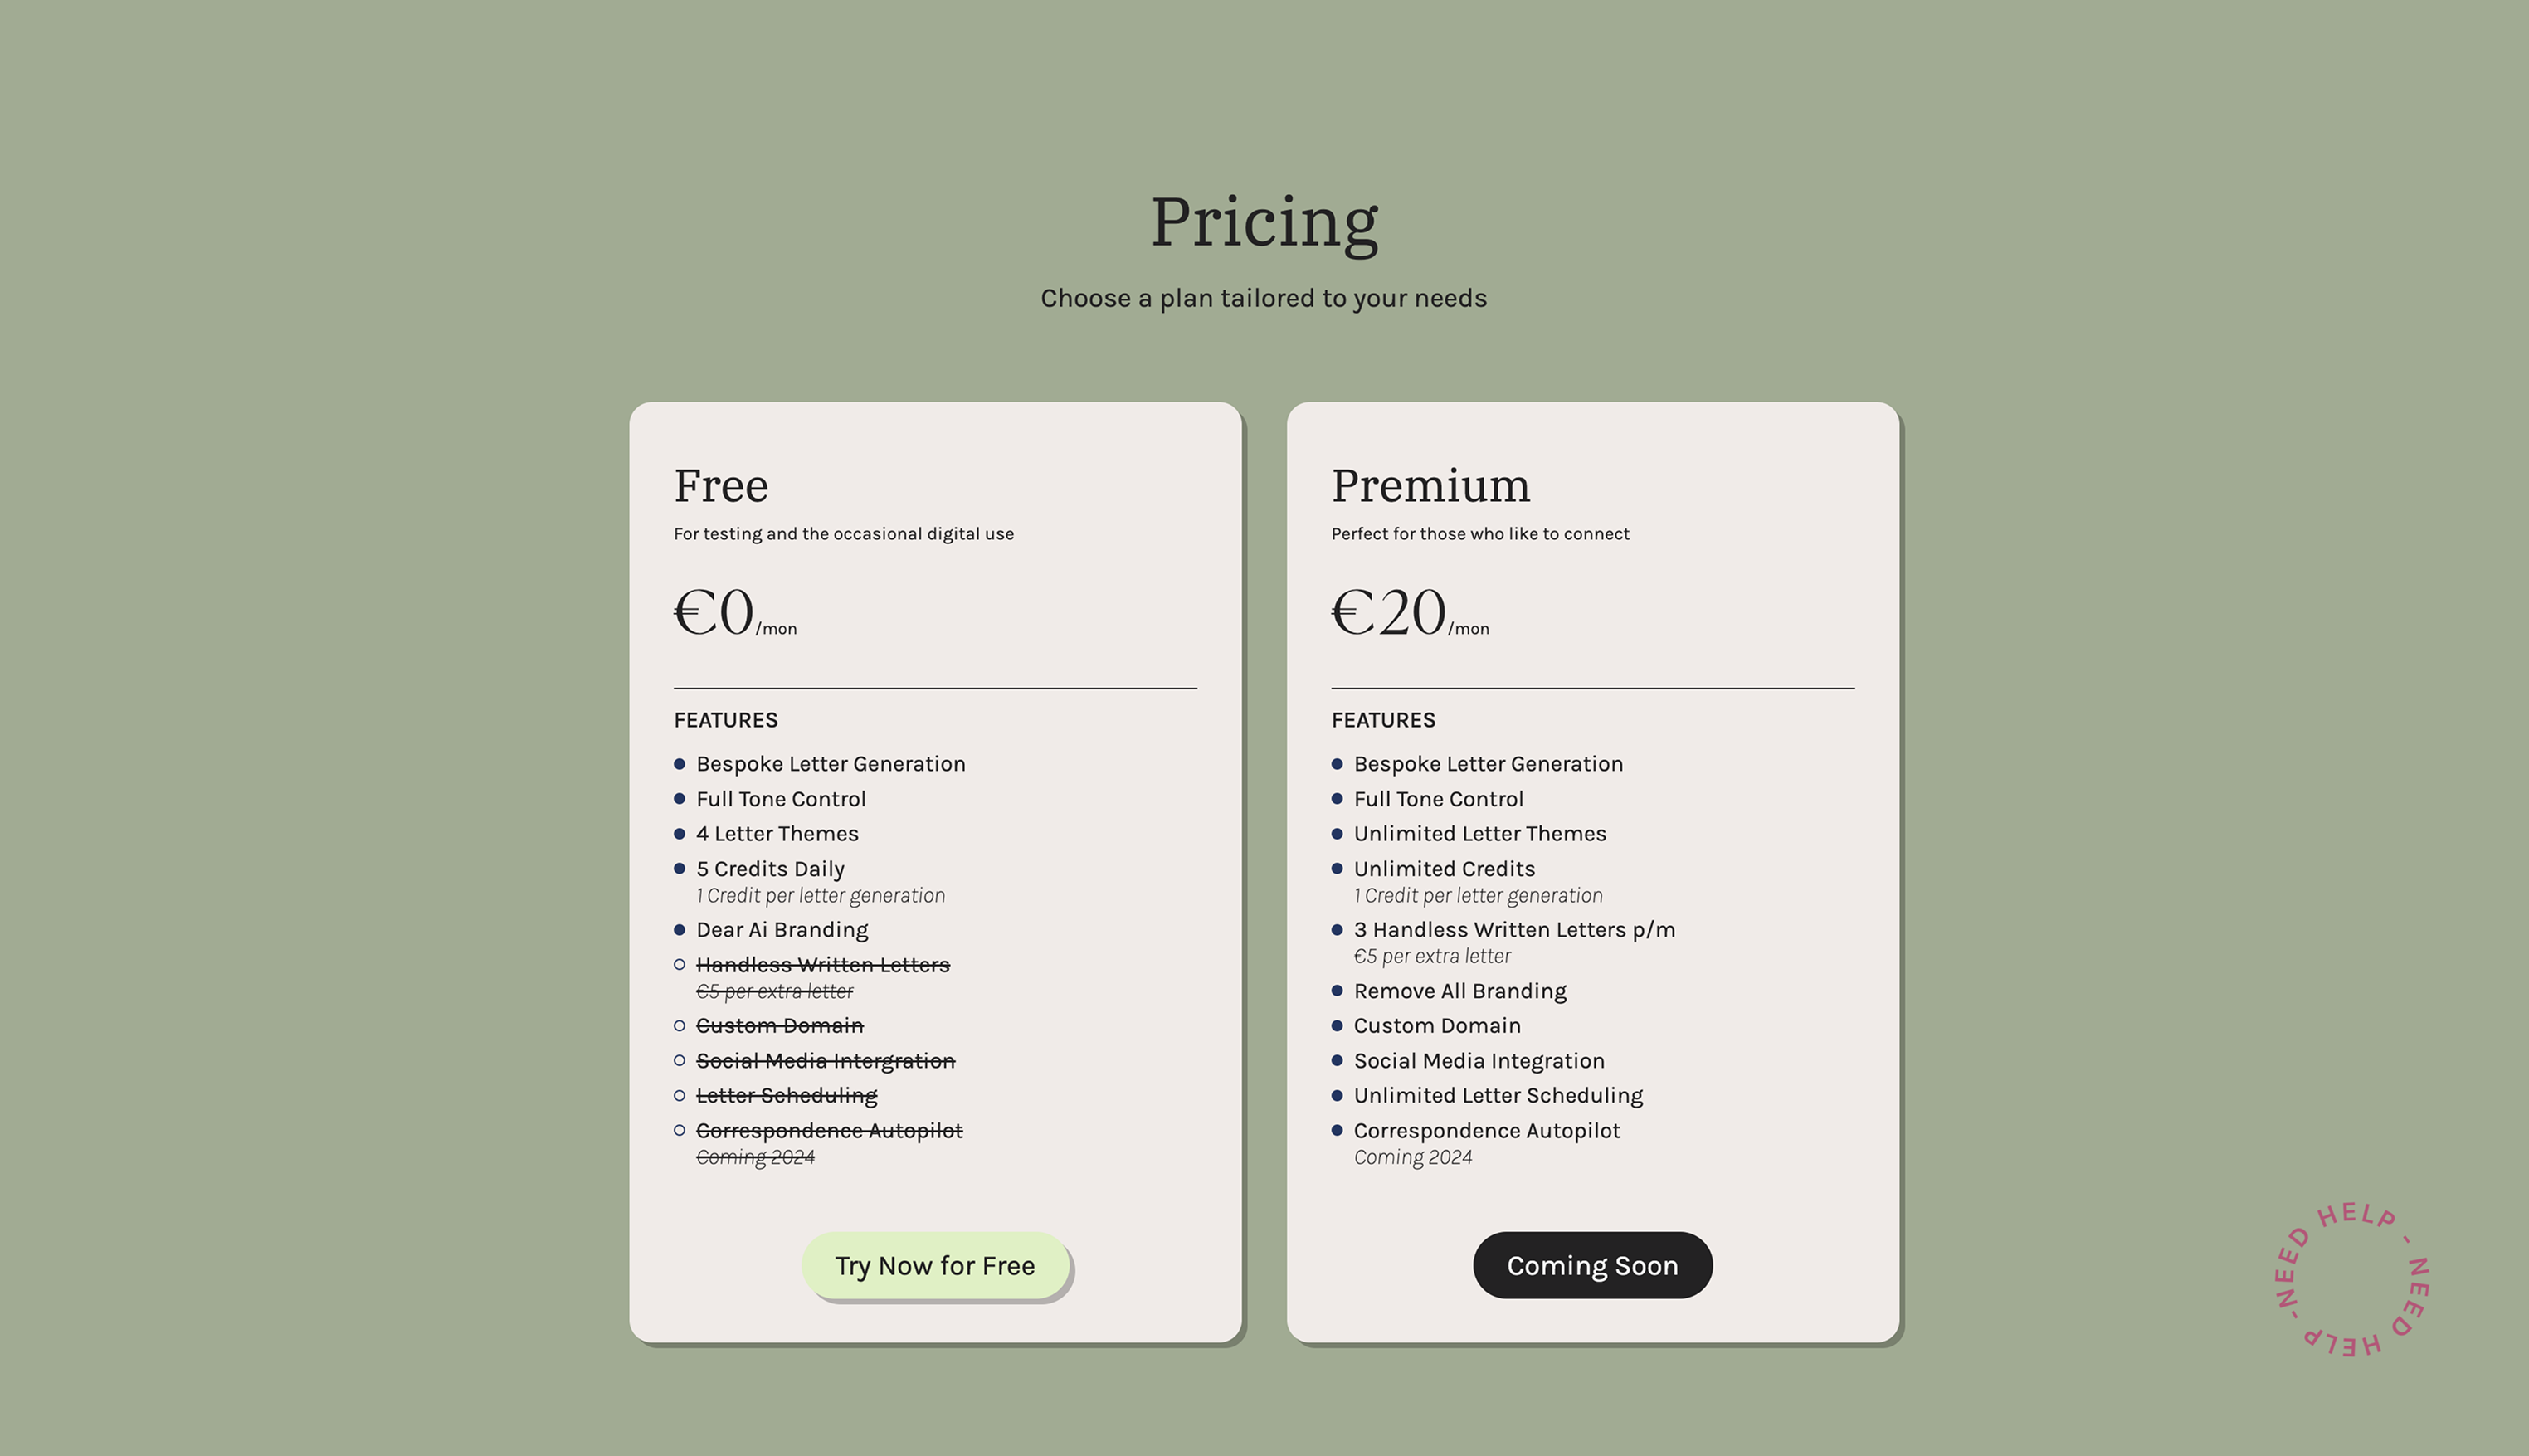 Pricing
Choose a plan tailored to your needs
Free
For testing and the occasional digital use
€0/mon
FEATURES
Bespoke Letter Generation
Full Tone Control
4 Letter Themes
5 Credits Daily
1 Credit per letter generation
Dear Ai Branding
Handless Written Letters
€5 per extra letter
Custom Domain
Social Media Intergration
Letter Scheduling
Correspondence Autopilot
Coming 2024
Try Now for Free
Premium
Perfect for those who like to connect
€20/mon
FEATURES
Bespoke Letter Generation
Full Tone Control
Unlimited Letter Themes
Unlimited Credits
1 Credit per letter generation
3 Handless Written Letters p/m
€5 per extra letter
Remove All Branding
Custom Domain
Social Media Integration
Unlimited Letter Scheduling
Correspondence Autopilot
Coming 2024
Coming Soon
NEED HELP - NEED HELP -